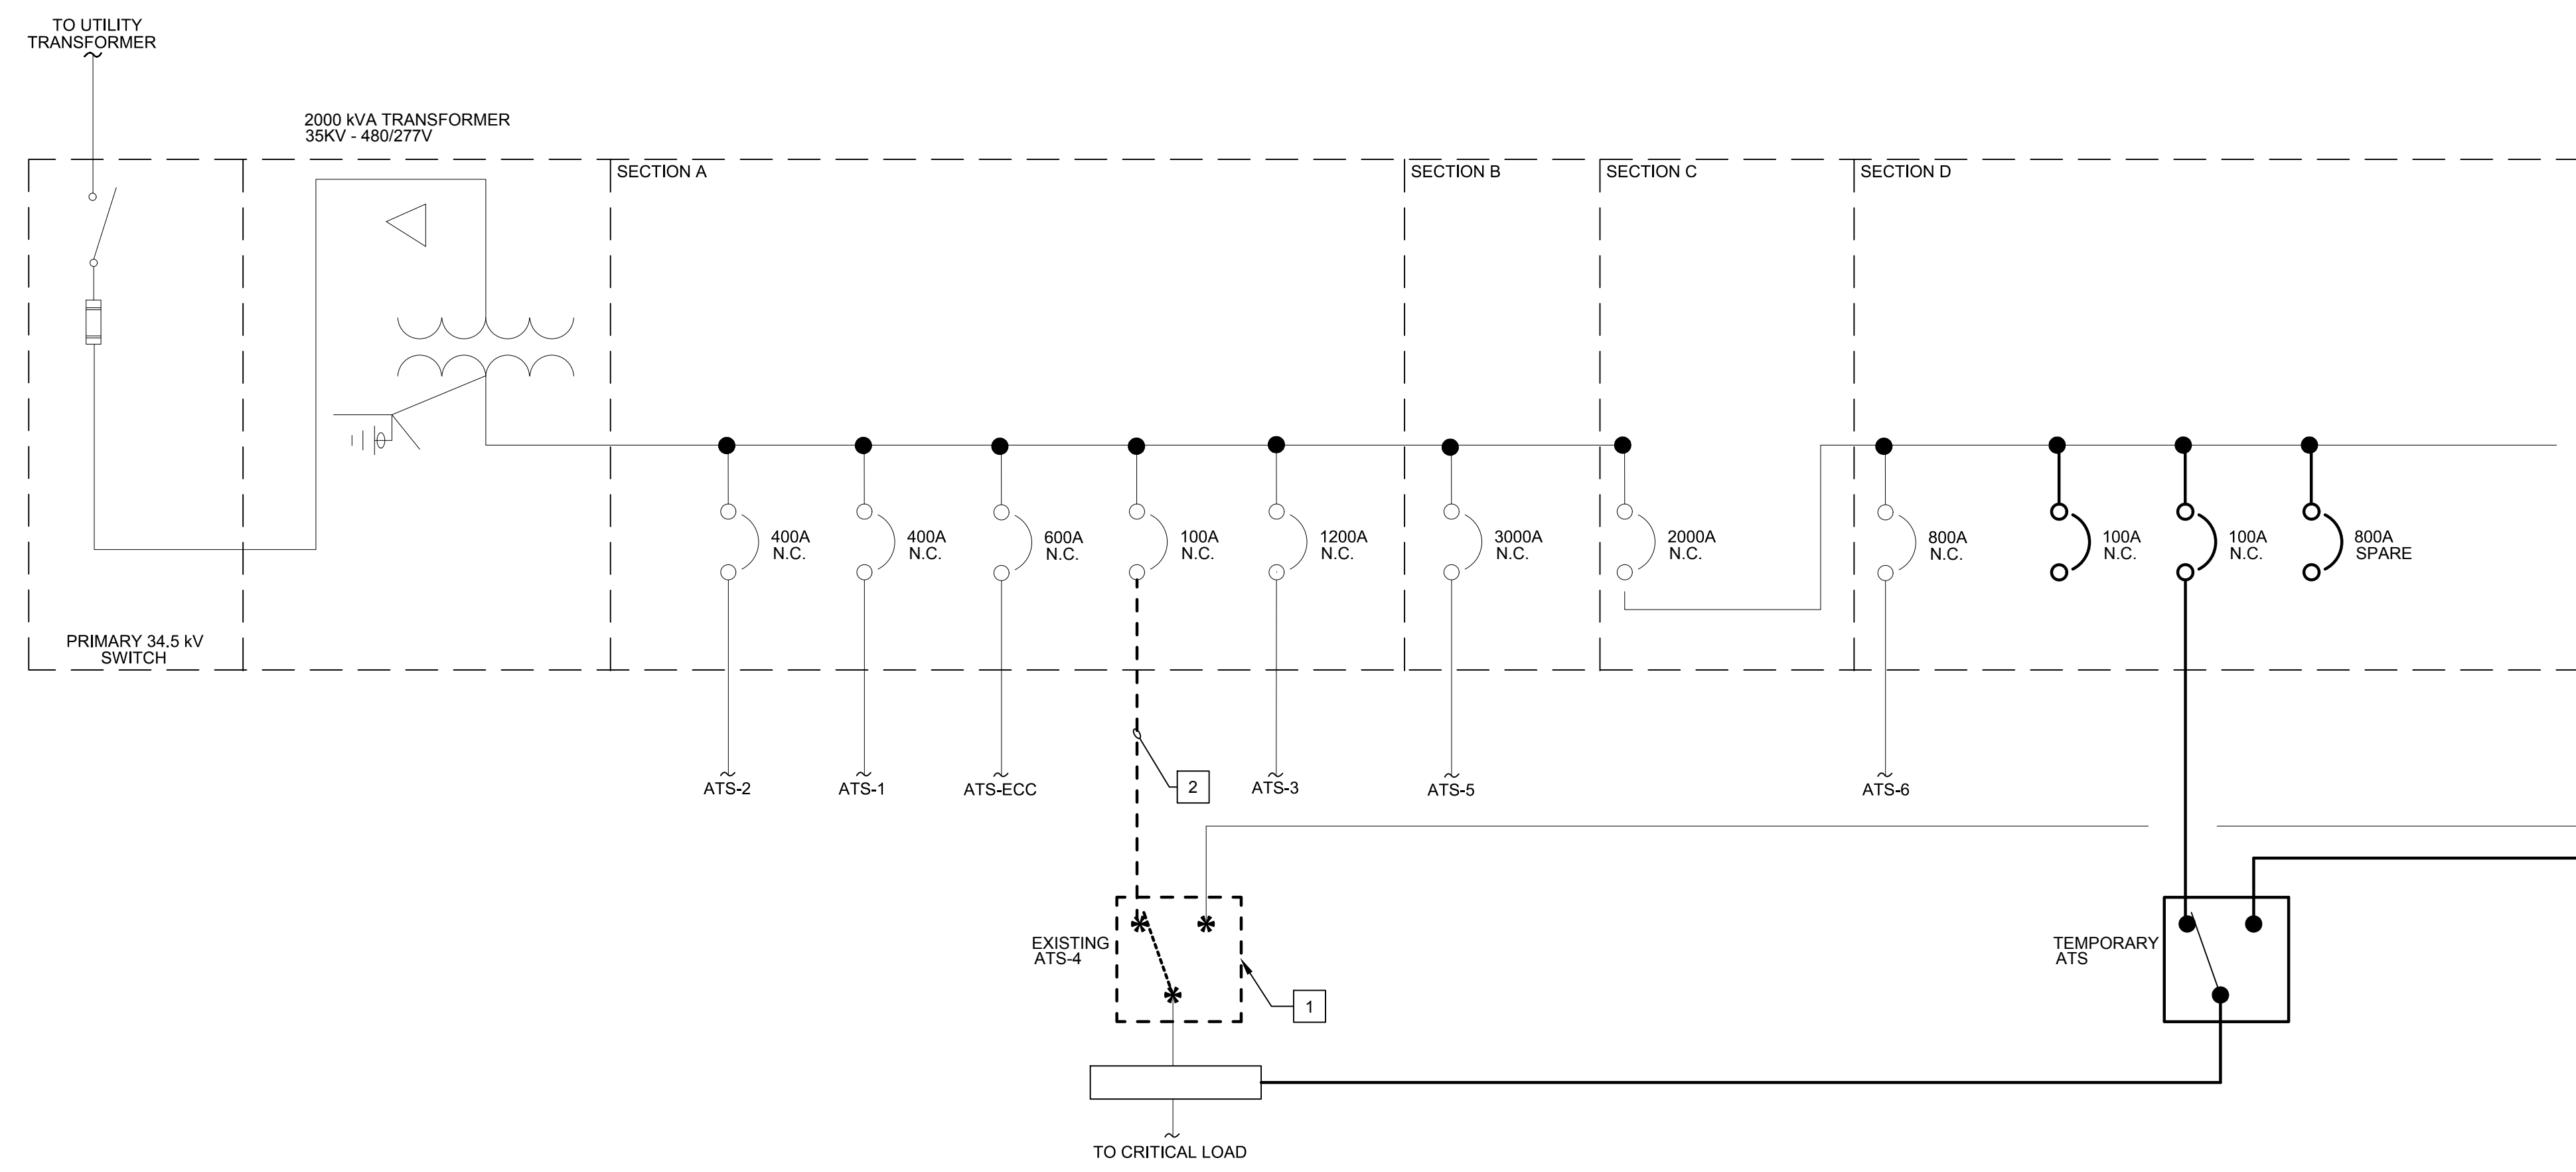 TO UTILITY
TRANSFORMER
2000 kVA TRANSFORMER
35KV - 480/277V
SECTION A
SECTION B
SECTION C
SECTION D
400A
N.C.
400A
N.C.
600A
N.C.
100A
N.C.
1200A
N.C.
3000A
N.C.
2000A
N.C.
800A
N.C.
100A
N.C.
100A
N.C.
800A
SPARE
PRIMARY 34.5 kV
SWITCH
ATS-2
ATS-1
ATS-ECC
2
ATS-3
ATS-5
ATS-6
EXISTING
ATS-4
1
TEMPORARY
ATS
TO CRITICAL LOAD